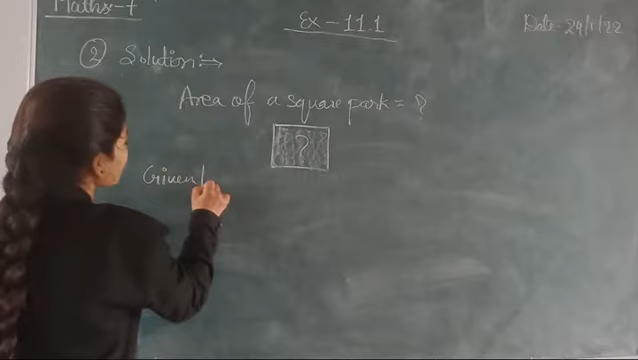 Maths-7
Ex - 11.1
Date- 24/1/22
② Solution:→
Area of a square park = ?
?
Given